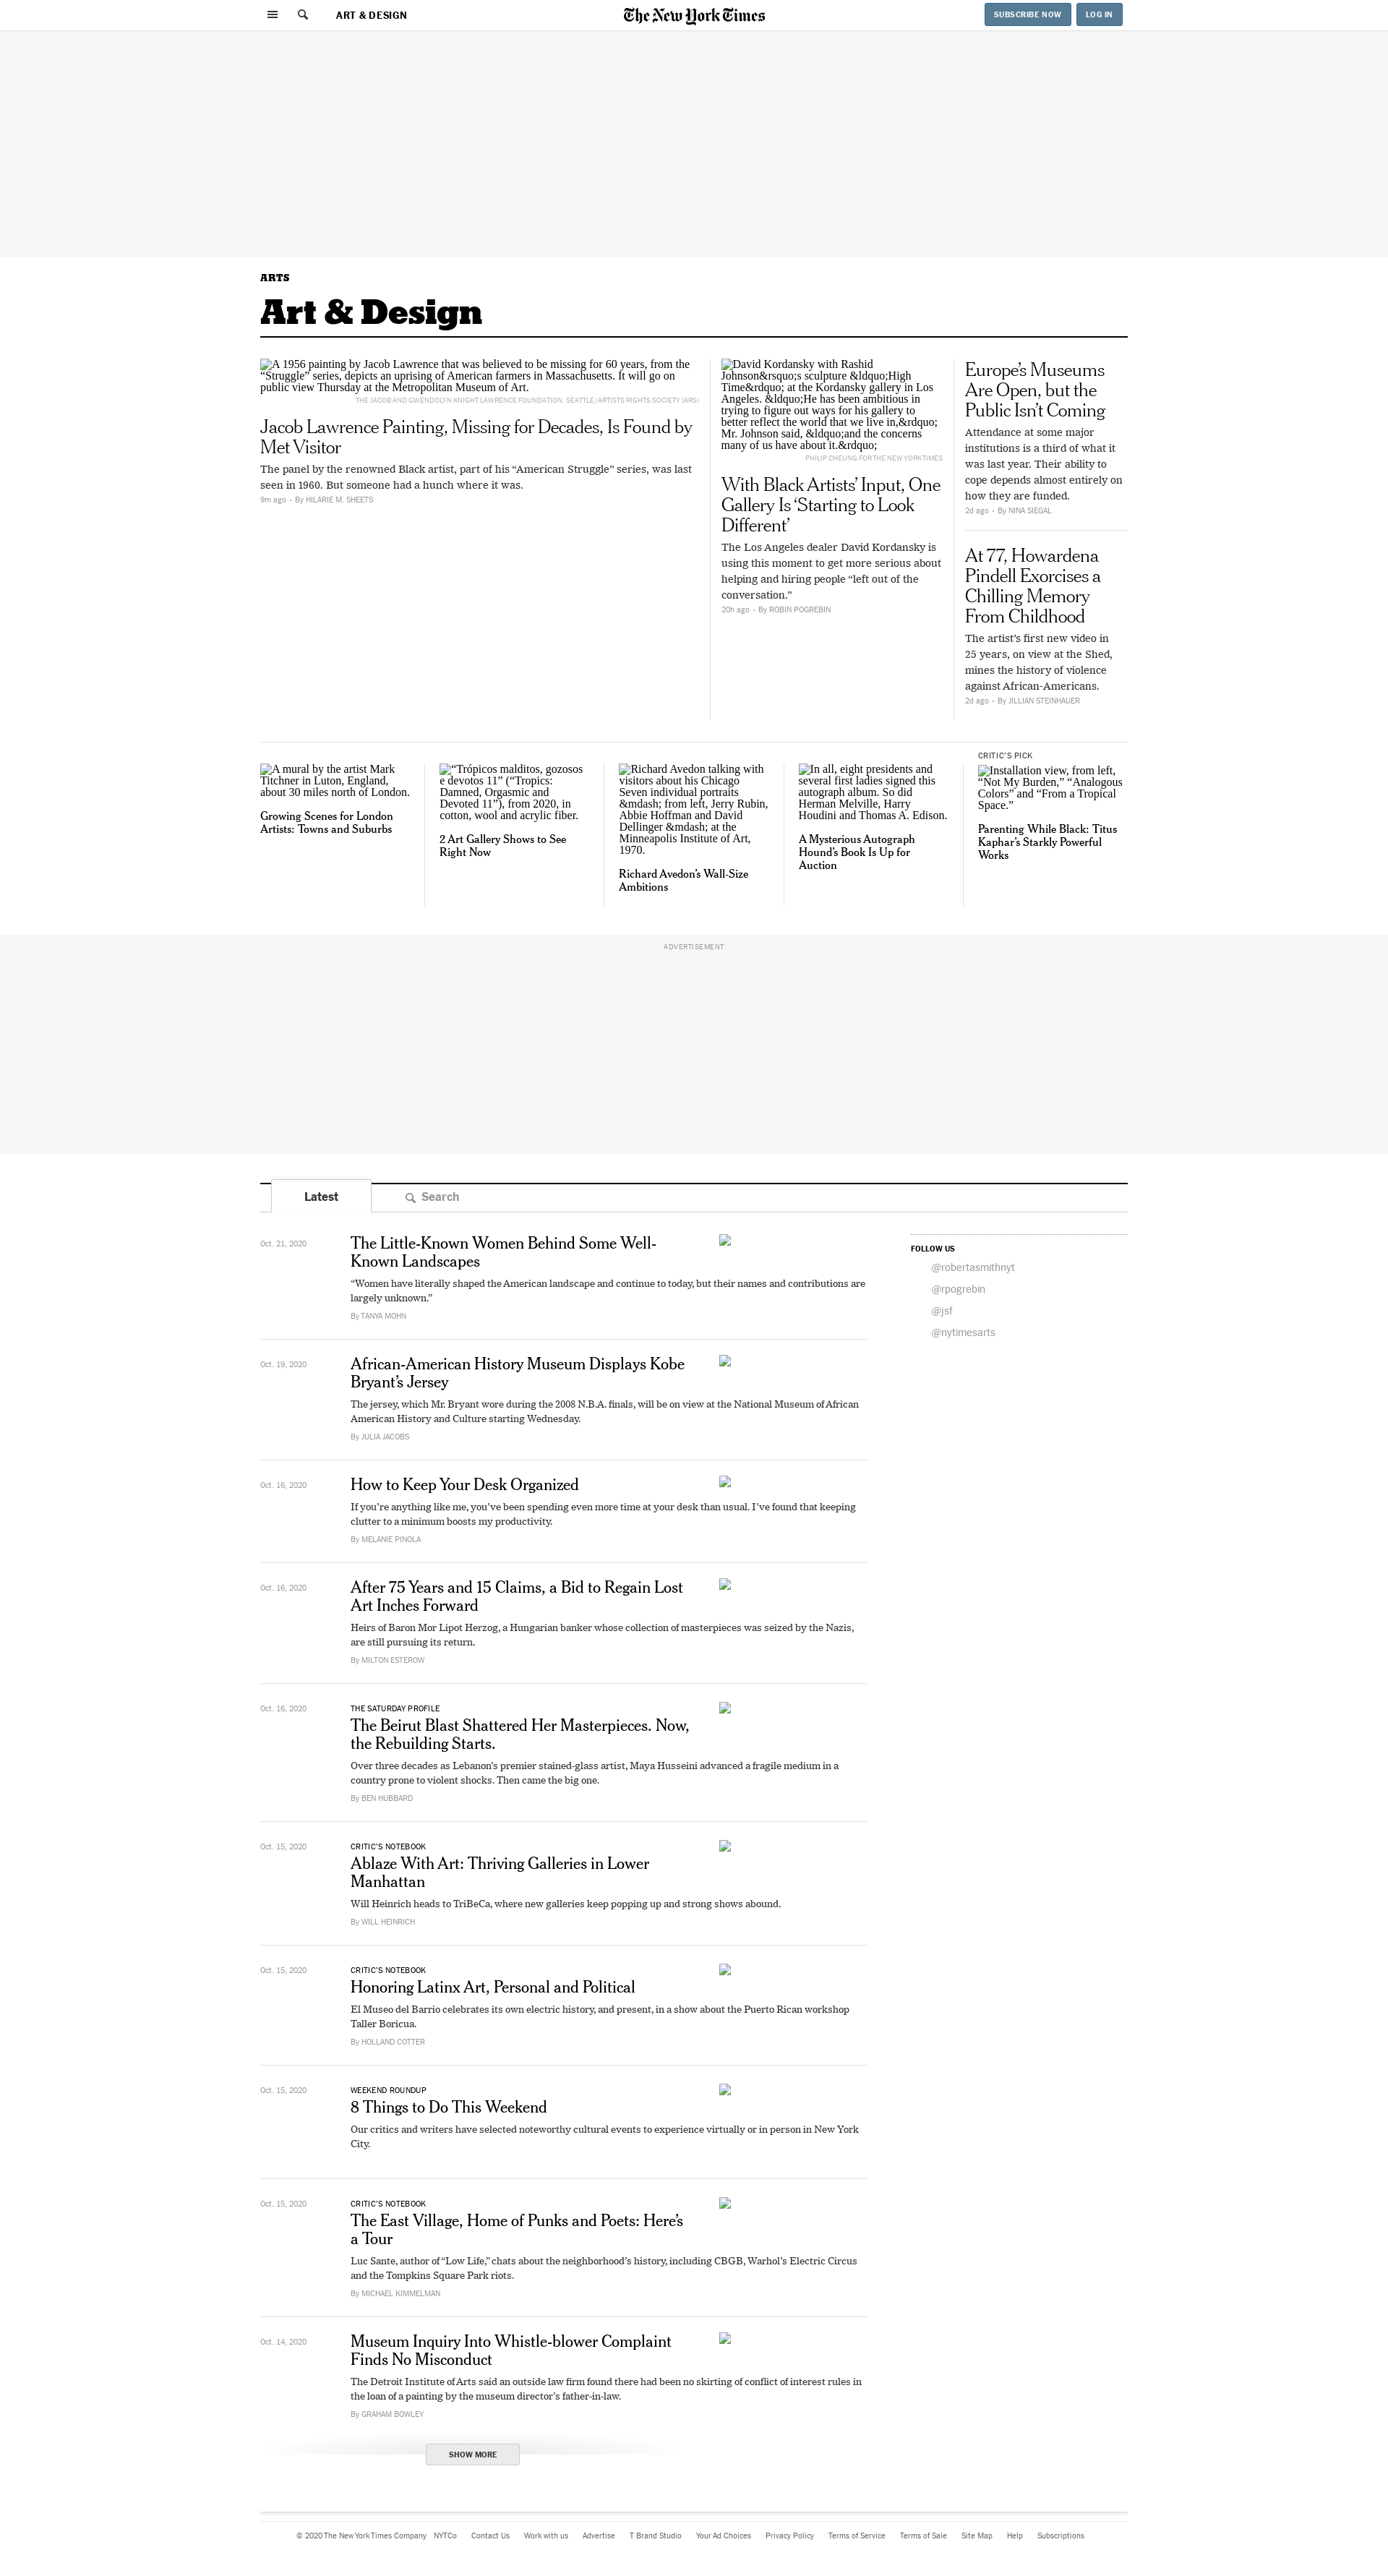 ART & DESIGN
The New York Times
SUBSCRIBE NOW
LOG IN
ARTS
Art & Design
A 1956 painting by Jacob Lawrence that was believed to be missing for 60 years, from the
“Struggle” series, depicts an uprising of American farmers in Massachusetts. It will go on
public view Thursday at the Metropolitan Museum of Art.
THE JACOB AND GWENDOLYN KNIGHT LAWRENCE FOUNDATION, SEATTLE/ARTISTS RIGHTS SOCIETY (ARS)
Jacob Lawrence Painting, Missing for Decades, Is Found by
Met Visitor
The panel by the renowned Black artist, part of his “American Struggle” series, was last
seen in 1960. But someone had a hunch where it was.
9m ago • By HILARIE M. SHEETS
David Kordansky with Rashid
Johnson&rsquo;s sculpture &ldquo;High
Time&rdquo; at the Kordansky gallery in Los
Angeles. &ldquo;He has been ambitious in
trying to figure out ways for his gallery to
better reflect the world that we live in,&rdquo;
Mr. Johnson said, &ldquo;and the concerns
many of us have about it.&rdquo;
PHILIP CHEUNG FOR THE NEW YORK TIMES
With Black Artists’ Input, One
Gallery Is ‘Starting to Look
Different’
The Los Angeles dealer David Kordansky is
using this moment to get more serious about
helping and hiring people “left out of the
conversation.”
20h ago • By ROBIN POGREBIN
Europe’s Museums
Are Open, but the
Public Isn’t Coming
Attendance at some major
institutions is a third of what it
was last year. Their ability to
cope depends almost entirely on
how they are funded.
2d ago • By NINA SIEGAL
At 77, Howardena
Pindell Exorcises a
Chilling Memory
From Childhood
The artist’s first new video in
25 years, on view at the Shed,
mines the history of violence
against African-Americans.
2d ago • By JILLIAN STEINHAUER
A mural by the artist Mark
Titchner in Luton, England,
about 30 miles north of London.
Growing Scenes for London
Artists: Towns and Suburbs
“Trópicos malditos, gozosos
e devotos 11” (“Tropics:
Damned, Orgasmic and
Devoted 11”), from 2020, in
cotton, wool and acrylic fiber.
2 Art Gallery Shows to See
Right Now
Richard Avedon talking with
visitors about his Chicago
Seven individual portraits
&mdash; from left, Jerry Rubin,
Abbie Hoffman and David
Dellinger &mdash; at the
Minneapolis Institute of Art,
1970.
Richard Avedon’s Wall-Size
Ambitions
In all, eight presidents and
several first ladies signed this
autograph album. So did
Herman Melville, Harry
Houdini and Thomas A. Edison.
A Mysterious Autograph
Hound’s Book Is Up for
Auction
CRITIC’S PICK
Installation view, from left,
“Not My Burden,” “Analogous
Colors” and “From a Tropical
Space.”
Parenting While Black: Titus
Kaphar’s Starkly Powerful
Works
ADVERTISEMENT
Latest
Search
Oct. 21, 2020
The Little-Known Women Behind Some Well-
Known Landscapes
“Women have literally shaped the American landscape and continue to today, but their names and contributions are
largely unknown.”
By TANYA MOHN
FOLLOW US
@robertasmithnyt
@rpogrebin
@jsf
@nytimesarts
Oct. 19, 2020
African-American History Museum Displays Kobe
Bryant’s Jersey
The jersey, which Mr. Bryant wore during the 2008 N.B.A. finals, will be on view at the National Museum of African
American History and Culture starting Wednesday.
By JULIA JACOBS
Oct. 16, 2020
How to Keep Your Desk Organized
If you’re anything like me, you’ve been spending even more time at your desk than usual. I’ve found that keeping
clutter to a minimum boosts my productivity.
By MELANIE PINOLA
Oct. 16, 2020
After 75 Years and 15 Claims, a Bid to Regain Lost
Art Inches Forward
Heirs of Baron Mor Lipot Herzog, a Hungarian banker whose collection of masterpieces was seized by the Nazis,
are still pursuing its return.
By MILTON ESTEROW
Oct. 16, 2020
THE SATURDAY PROFILE
The Beirut Blast Shattered Her Masterpieces. Now,
the Rebuilding Starts.
Over three decades as Lebanon’s premier stained-glass artist, Maya Husseini advanced a fragile medium in a
country prone to violent shocks. Then came the big one.
By BEN HUBBARD
Oct. 15, 2020
CRITIC’S NOTEBOOK
Ablaze With Art: Thriving Galleries in Lower
Manhattan
Will Heinrich heads to TriBeCa, where new galleries keep popping up and strong shows abound.
By WILL HEINRICH
Oct. 15, 2020
CRITIC’S NOTEBOOK
Honoring Latinx Art, Personal and Political
El Museo del Barrio celebrates its own electric history, and present, in a show about the Puerto Rican workshop
Taller Boricua.
By HOLLAND COTTER
Oct. 15, 2020
WEEKEND ROUNDUP
8 Things to Do This Weekend
Our critics and writers have selected noteworthy cultural events to experience virtually or in person in New York
City.
Oct. 15, 2020
CRITIC’S NOTEBOOK
The East Village, Home of Punks and Poets: Here’s
a Tour
Luc Sante, author of “Low Life,” chats about the neighborhood’s history, including CBGB, Warhol’s Electric Circus
and the Tompkins Square Park riots.
By MICHAEL KIMMELMAN
Oct. 14, 2020
Museum Inquiry Into Whistle-blower Complaint
Finds No Misconduct
The Detroit Institute of Arts said an outside law firm found there had been no skirting of conflict of interest rules in
the loan of a painting by the museum director’s father-in-law.
By GRAHAM BOWLEY
SHOW MORE
© 2020 The New York Times Company NYTCo Contact Us Work with us Advertise T Brand Studio Your Ad Choices Privacy Policy Terms of Service Terms of Sale Site Map Help Subscriptions